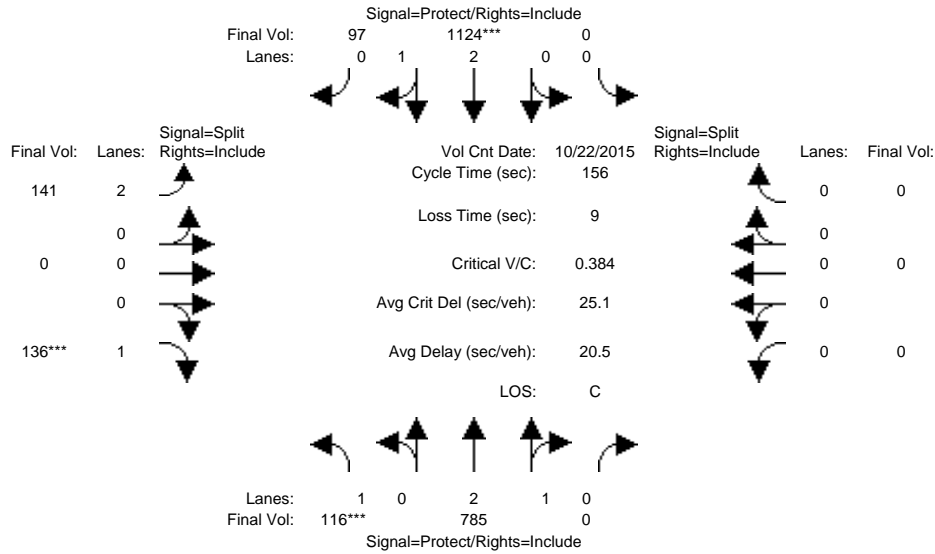 Signal=Protect/Rights=Include
Final Vol: 97 1124*** 0
Lanes: 0 1 2 0 0
Signal=Split
Final Vol: Lanes: Rights=Include
Vol Cnt Date: 10/22/2015
Signal=Split
Rights=Include Lanes: Final Vol:
Cycle Time (sec): 156
141 2
0 0
Loss Time (sec): 9
0
0
0 0
Critical V/C: 0.384
0 0
0
Avg Crit Del (sec/veh): 25.1
0
136*** 1
Avg Delay (sec/veh): 20.5
0 0
LOS: C
Lanes: 1 0 2 1 0
Final Vol: 116*** 785 0
Signal=Protect/Rights=Include